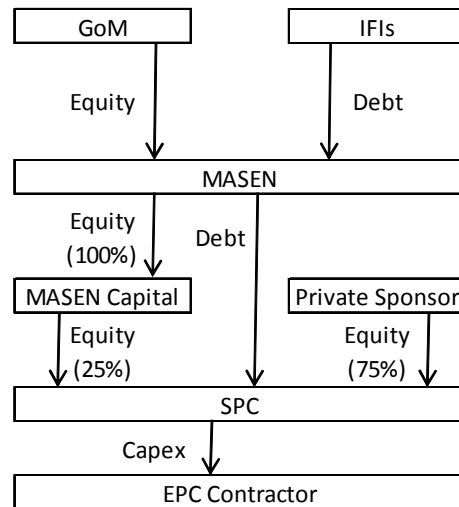 GoM
IFIs
Equity
Debt
MASEN
Equity
(100%)
Debt
MASEN Capital
Private Sponsor
Equity
(25%)
Equity
(75%)
SPC
Capex
EPC Contractor